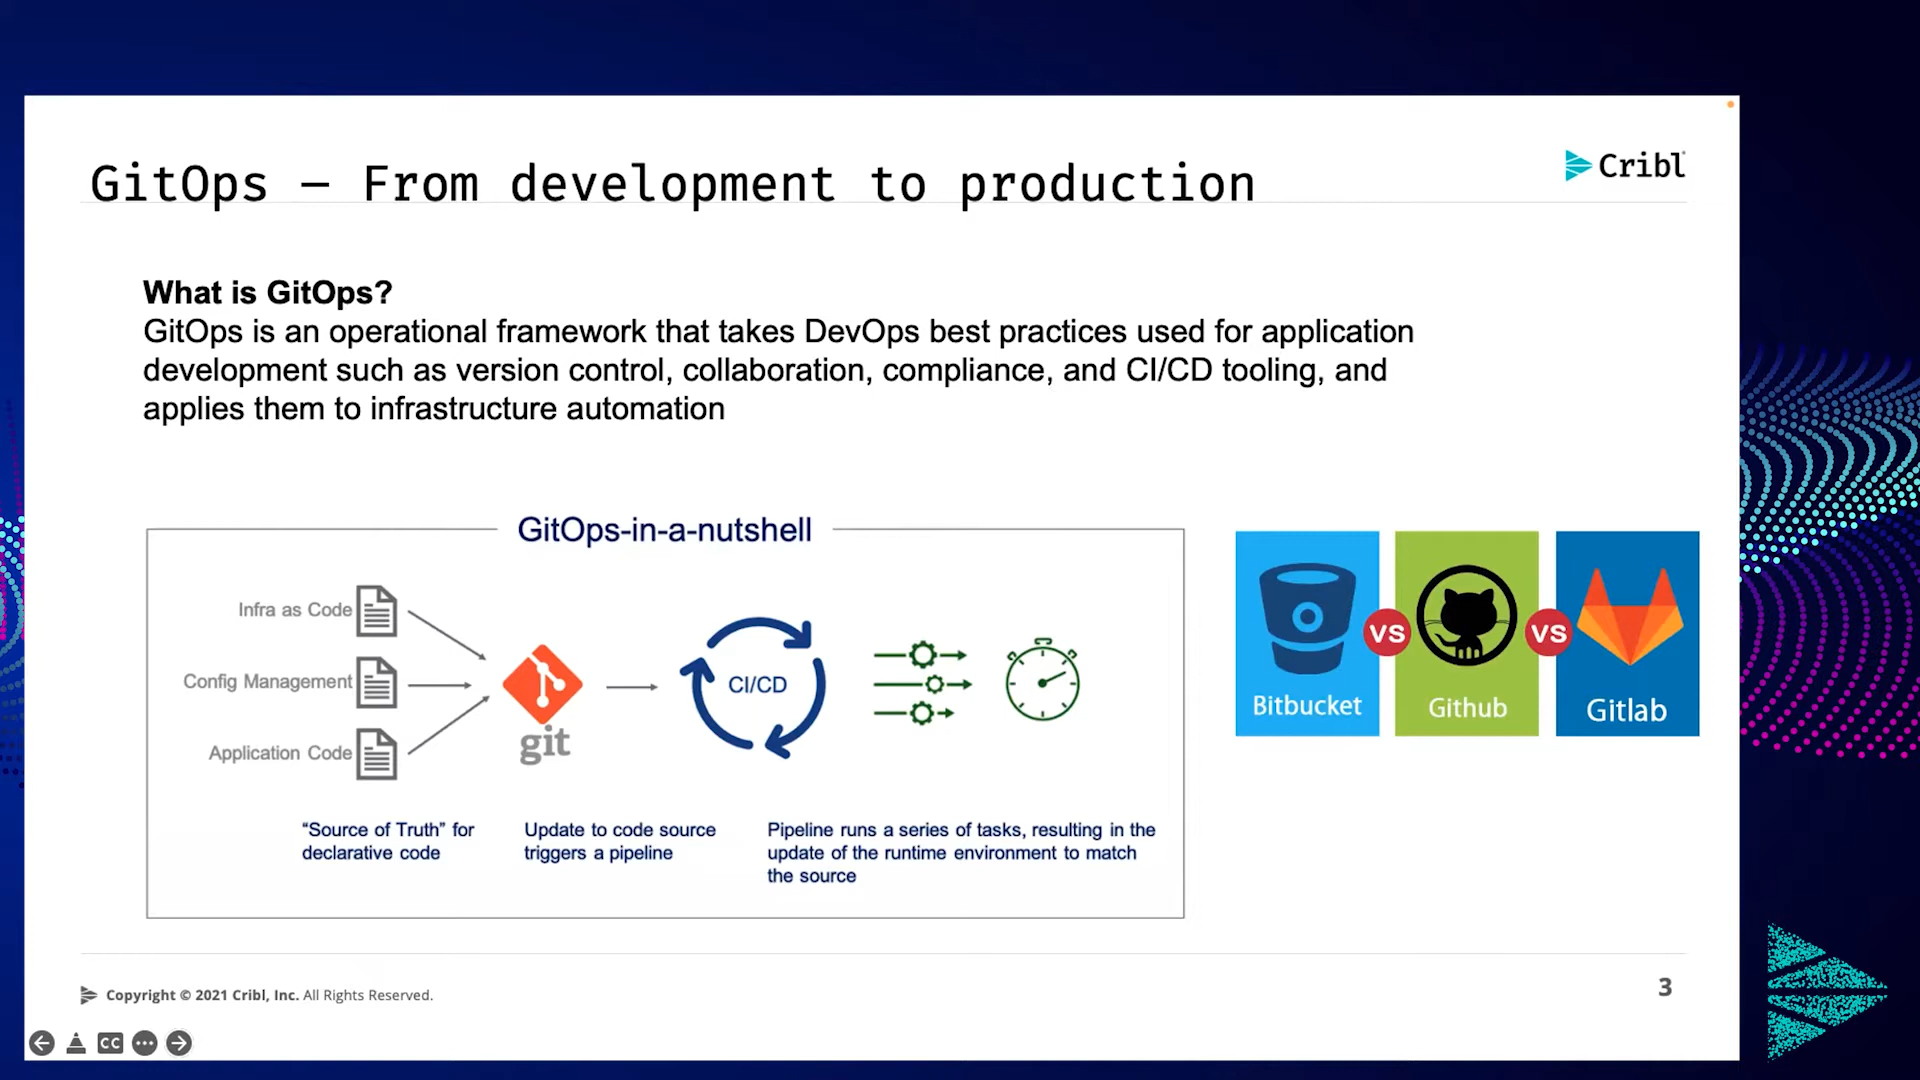 GitOps – From development to production
Cribl
What is GitOps?
GitOps is an operational framework that takes DevOps best practices used for application
development such as version control, collaboration, compliance, and CI/CD tooling, and
applies them to infrastructure automation
GitOps-in-a-nutshell
Infra as Code
Config Management
Application Code
git
CI/CD
“Source of Truth” for
declarative code
Update to code source
triggers a pipeline
Pipeline runs a series of tasks, resulting in the
update of the runtime environment to match
the source
Bitbucket
VS
Github
VS
Gitlab
Copyright © 2021 Cribl, Inc. All Rights Reserved.
3
CC